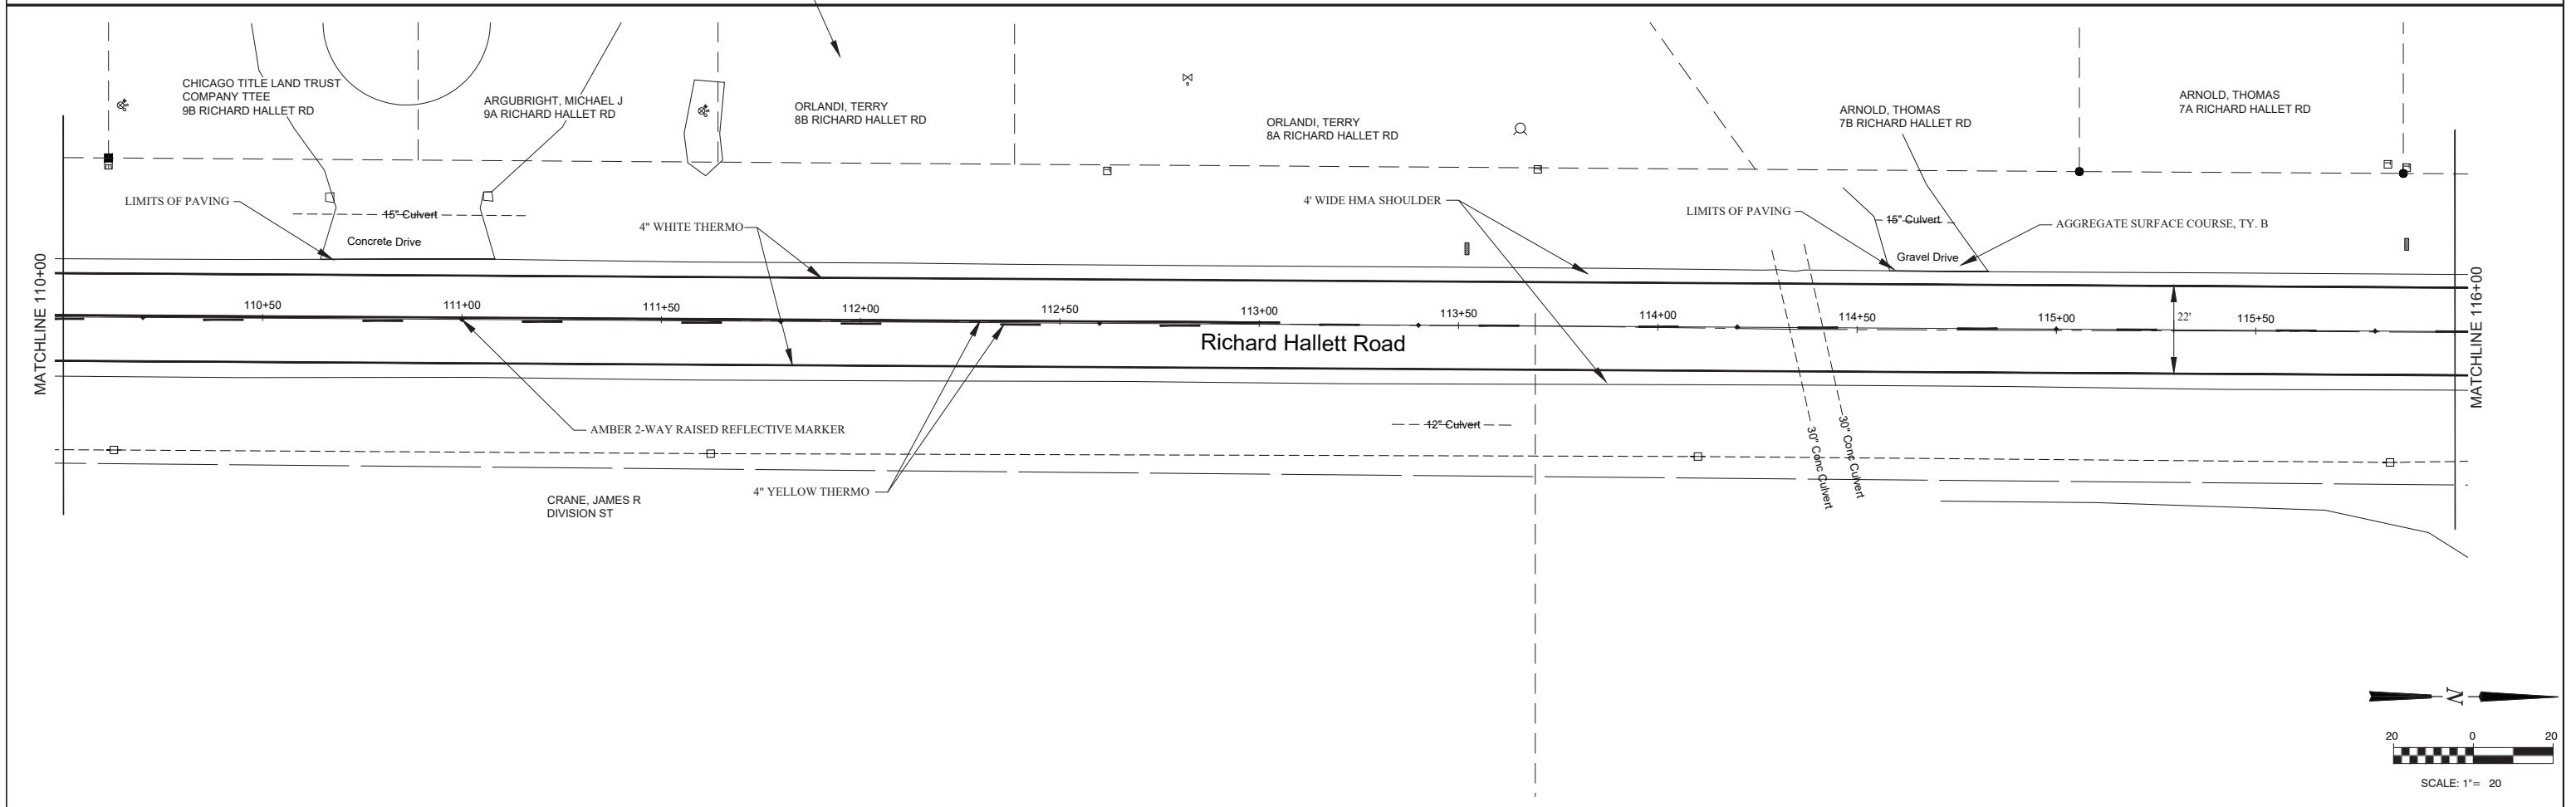 CHICAGO TITLE LAND TRUST
COMPANY TTEE
9B RICHARD HALLET RD
ARGUBRIGHT, MICHAEL J
9A RICHARD HALLET RD
ORLANDI, TERRY
8B RICHARD HALLET RD
ORLANDI, TERRY
8A RICHARD HALLET RD
ARNOLD, THOMAS
7B RICHARD HALLET RD
ARNOLD, THOMAS
7A RICHARD HALLET RD
LIMITS OF PAVING
15" Culvert
Concrete Drive
4" WHITE THERMO
4' WIDE HMA SHOULDER
LIMITS OF PAVING
15" Culvert
AGGREGATE SURFACE COURSE, TY. B
Gravel Drive
MATCHLINE 110+00
110+50
111+00
111+50
112+00
112+50
113+00
113+50
114+00
114+50
115+00
22'
115+50
MATCHLINE 116+00
Richard Hallett Road
AMBER 2-WAY RAISED REFLECTIVE MARKER
12" Culvert
30" Conc Culvert
30" Conc Culvert
4" YELLOW THERMO
CRANE, JAMES R
DIVISION ST
N
20 0 20
SCALE: 1"= 20